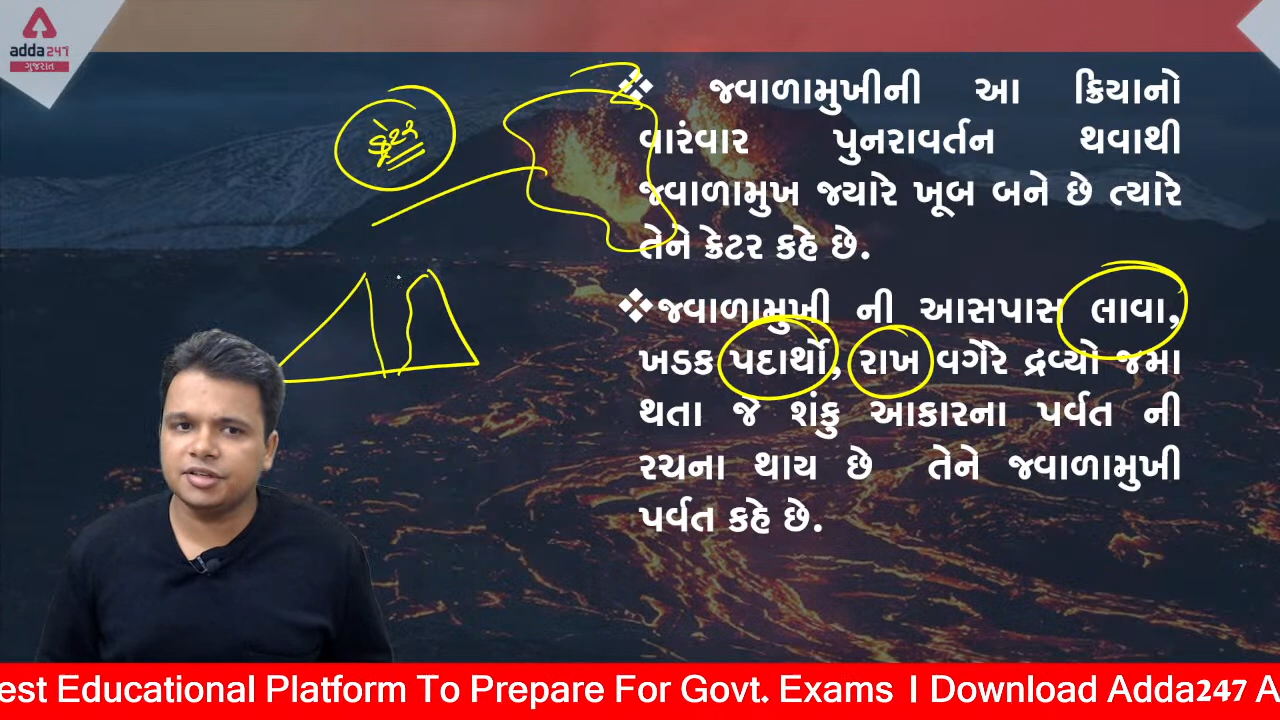 adda247
ગુજરાત
ક્રેટર
❖ જ્વાળામુખીની આ ક્રિયાનો
વારંવાર પુનરાવર્તન થવાથી
જ્વાળામુખ જ્યારે ખૂબ બને છે ત્યારે
તેને ક્રેટર કહે છે.
❖જ્વાળામુખી ની આસપાસ લાવા,
ખડક પદાર્થો, રાખ વગેરે દ્રવ્યો જમા
થતા જે શંકુ આકારના પર્વત ની
રચના થાય છે તેને જ્વાળામુખી
પર્વત કહે છે.
est Educational Platform To Prepare For Govt. Exams I Download Adda247 A